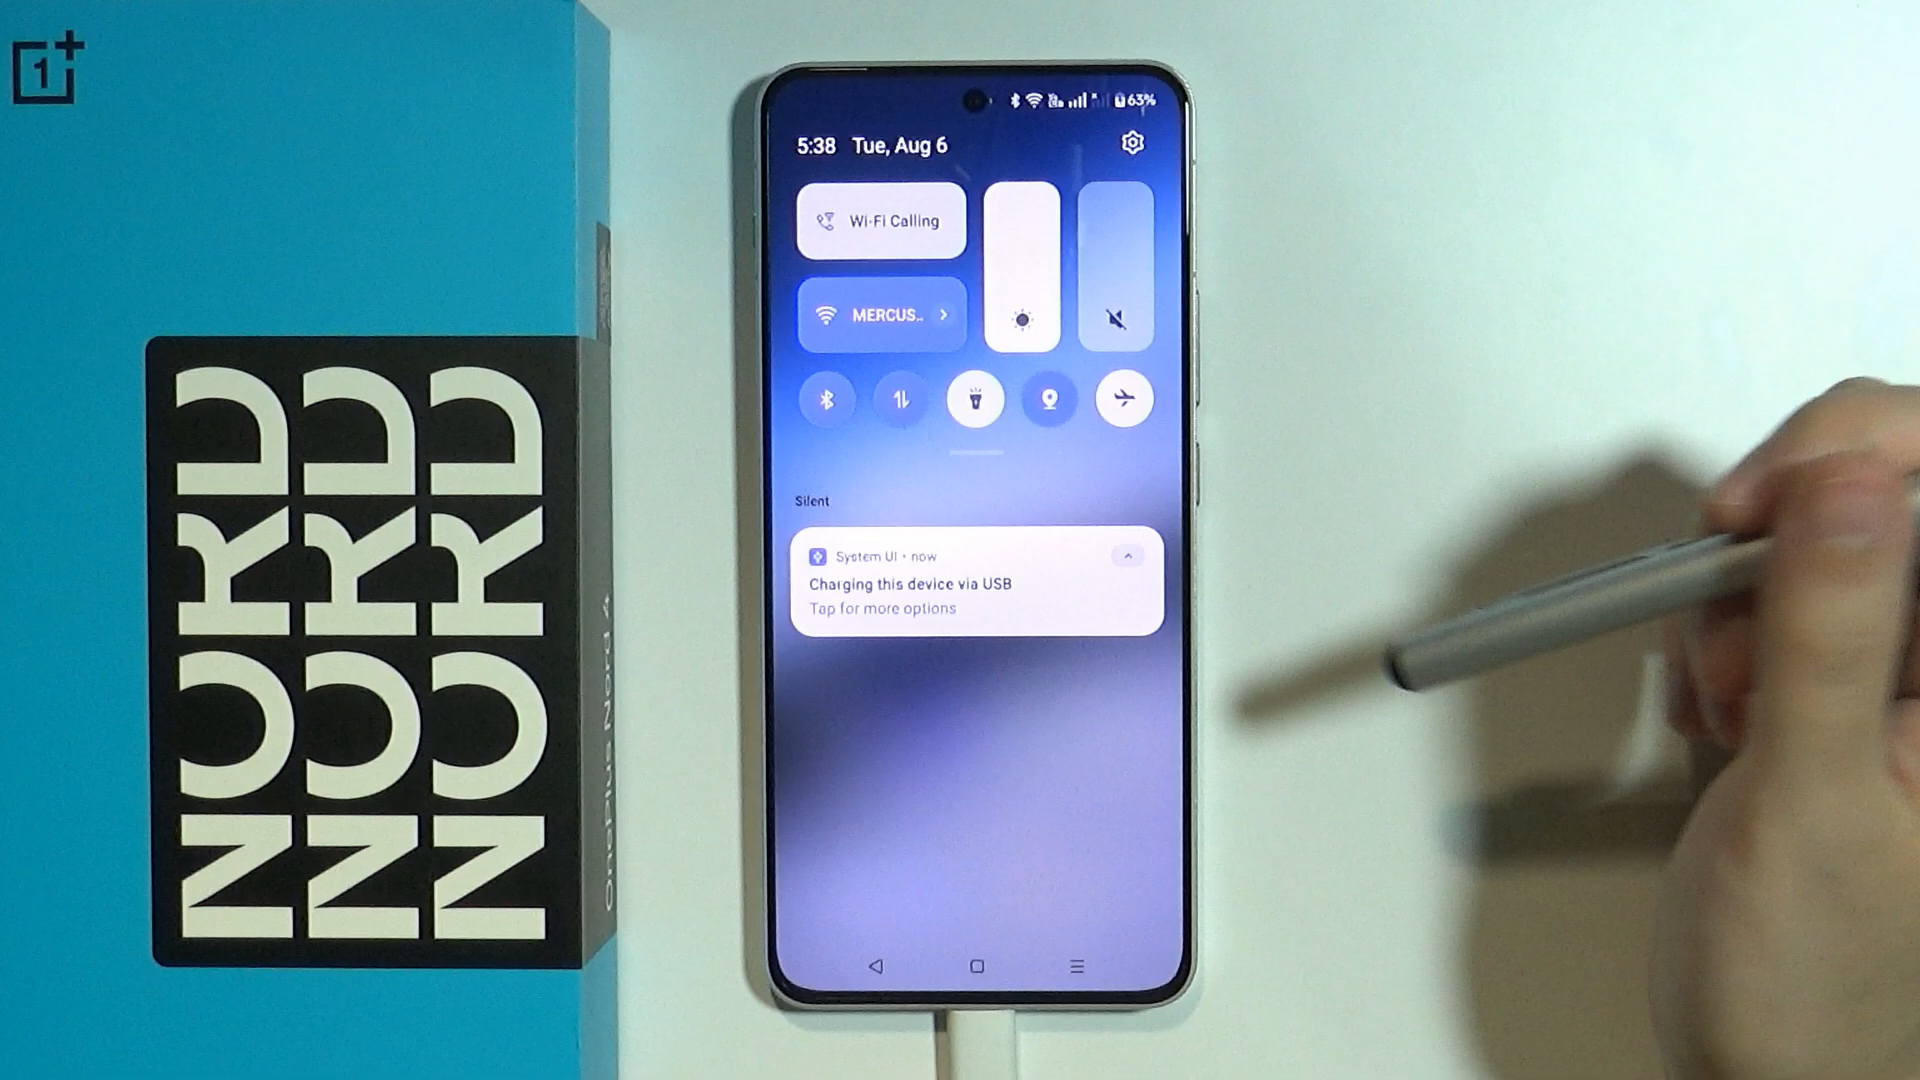 1
NORD
NORD
NORD
OnePlus Nord 4
63%
5:38 Tue, Aug 6
Wi-Fi Calling
MERCUS..
Silent
System UI • now
Charging this device via USB
Tap for more options